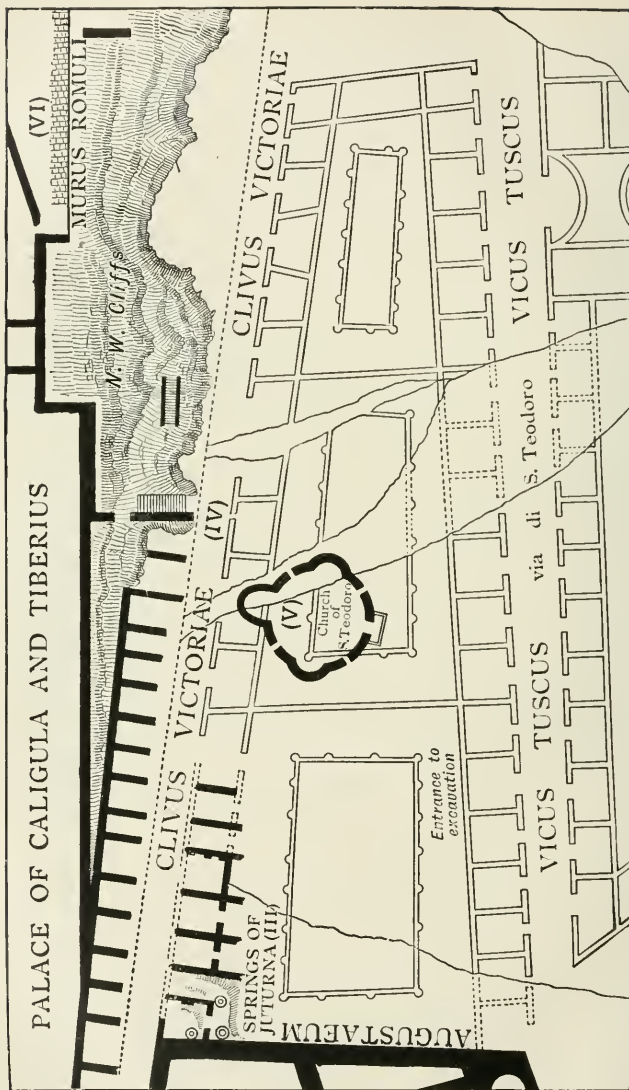 PALACE OF CALIGULA AND TIBERIUS
(VI)
MURUS ROMULI
N. W. Cliffs
CLIVUS VICTORIAE (IV)
CLIVUS VICTORIAE
SPRINGS OF
JUTURNA (III)
(V)
Church
of
S. Teodoro
AUGUSTAEUM
Entrance to
excavation
VICUS TUSCUS
via di S. Teodoro
VICUS TUSCUS